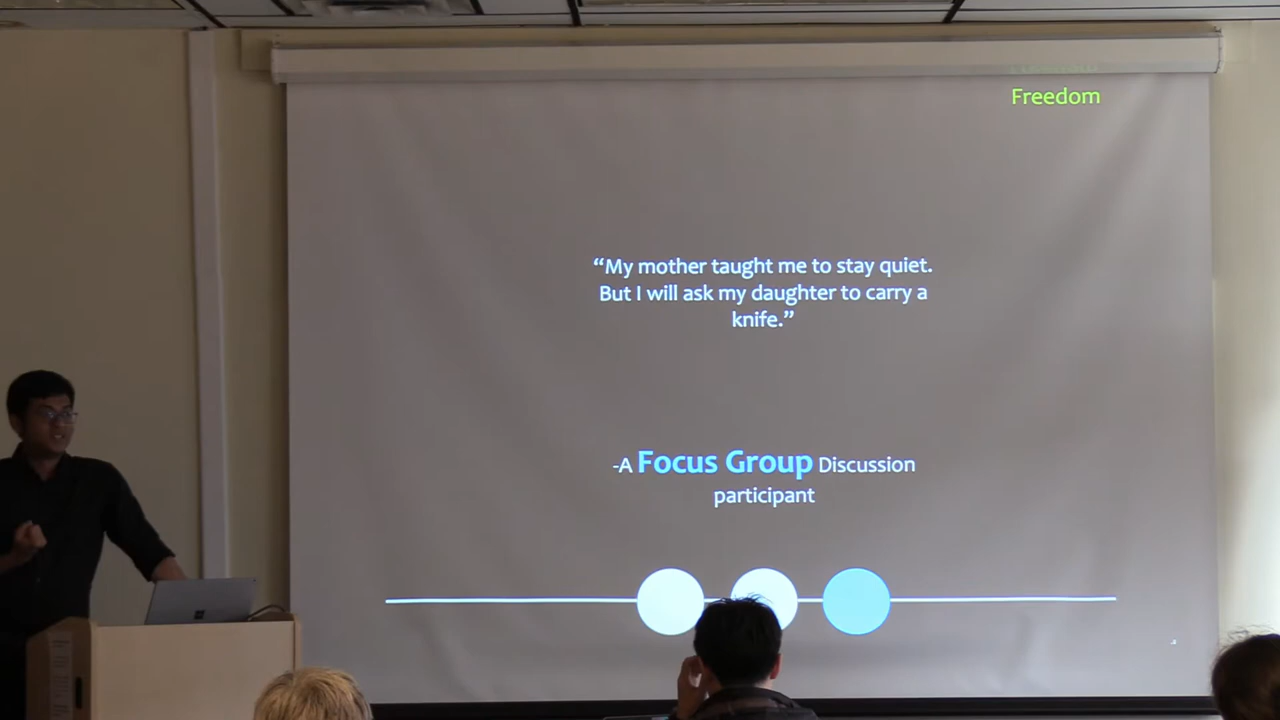 Freedom
“My mother taught me to stay quiet.
But I will ask my daughter to carry a
knife.”
-A Focus Group Discussion
participant